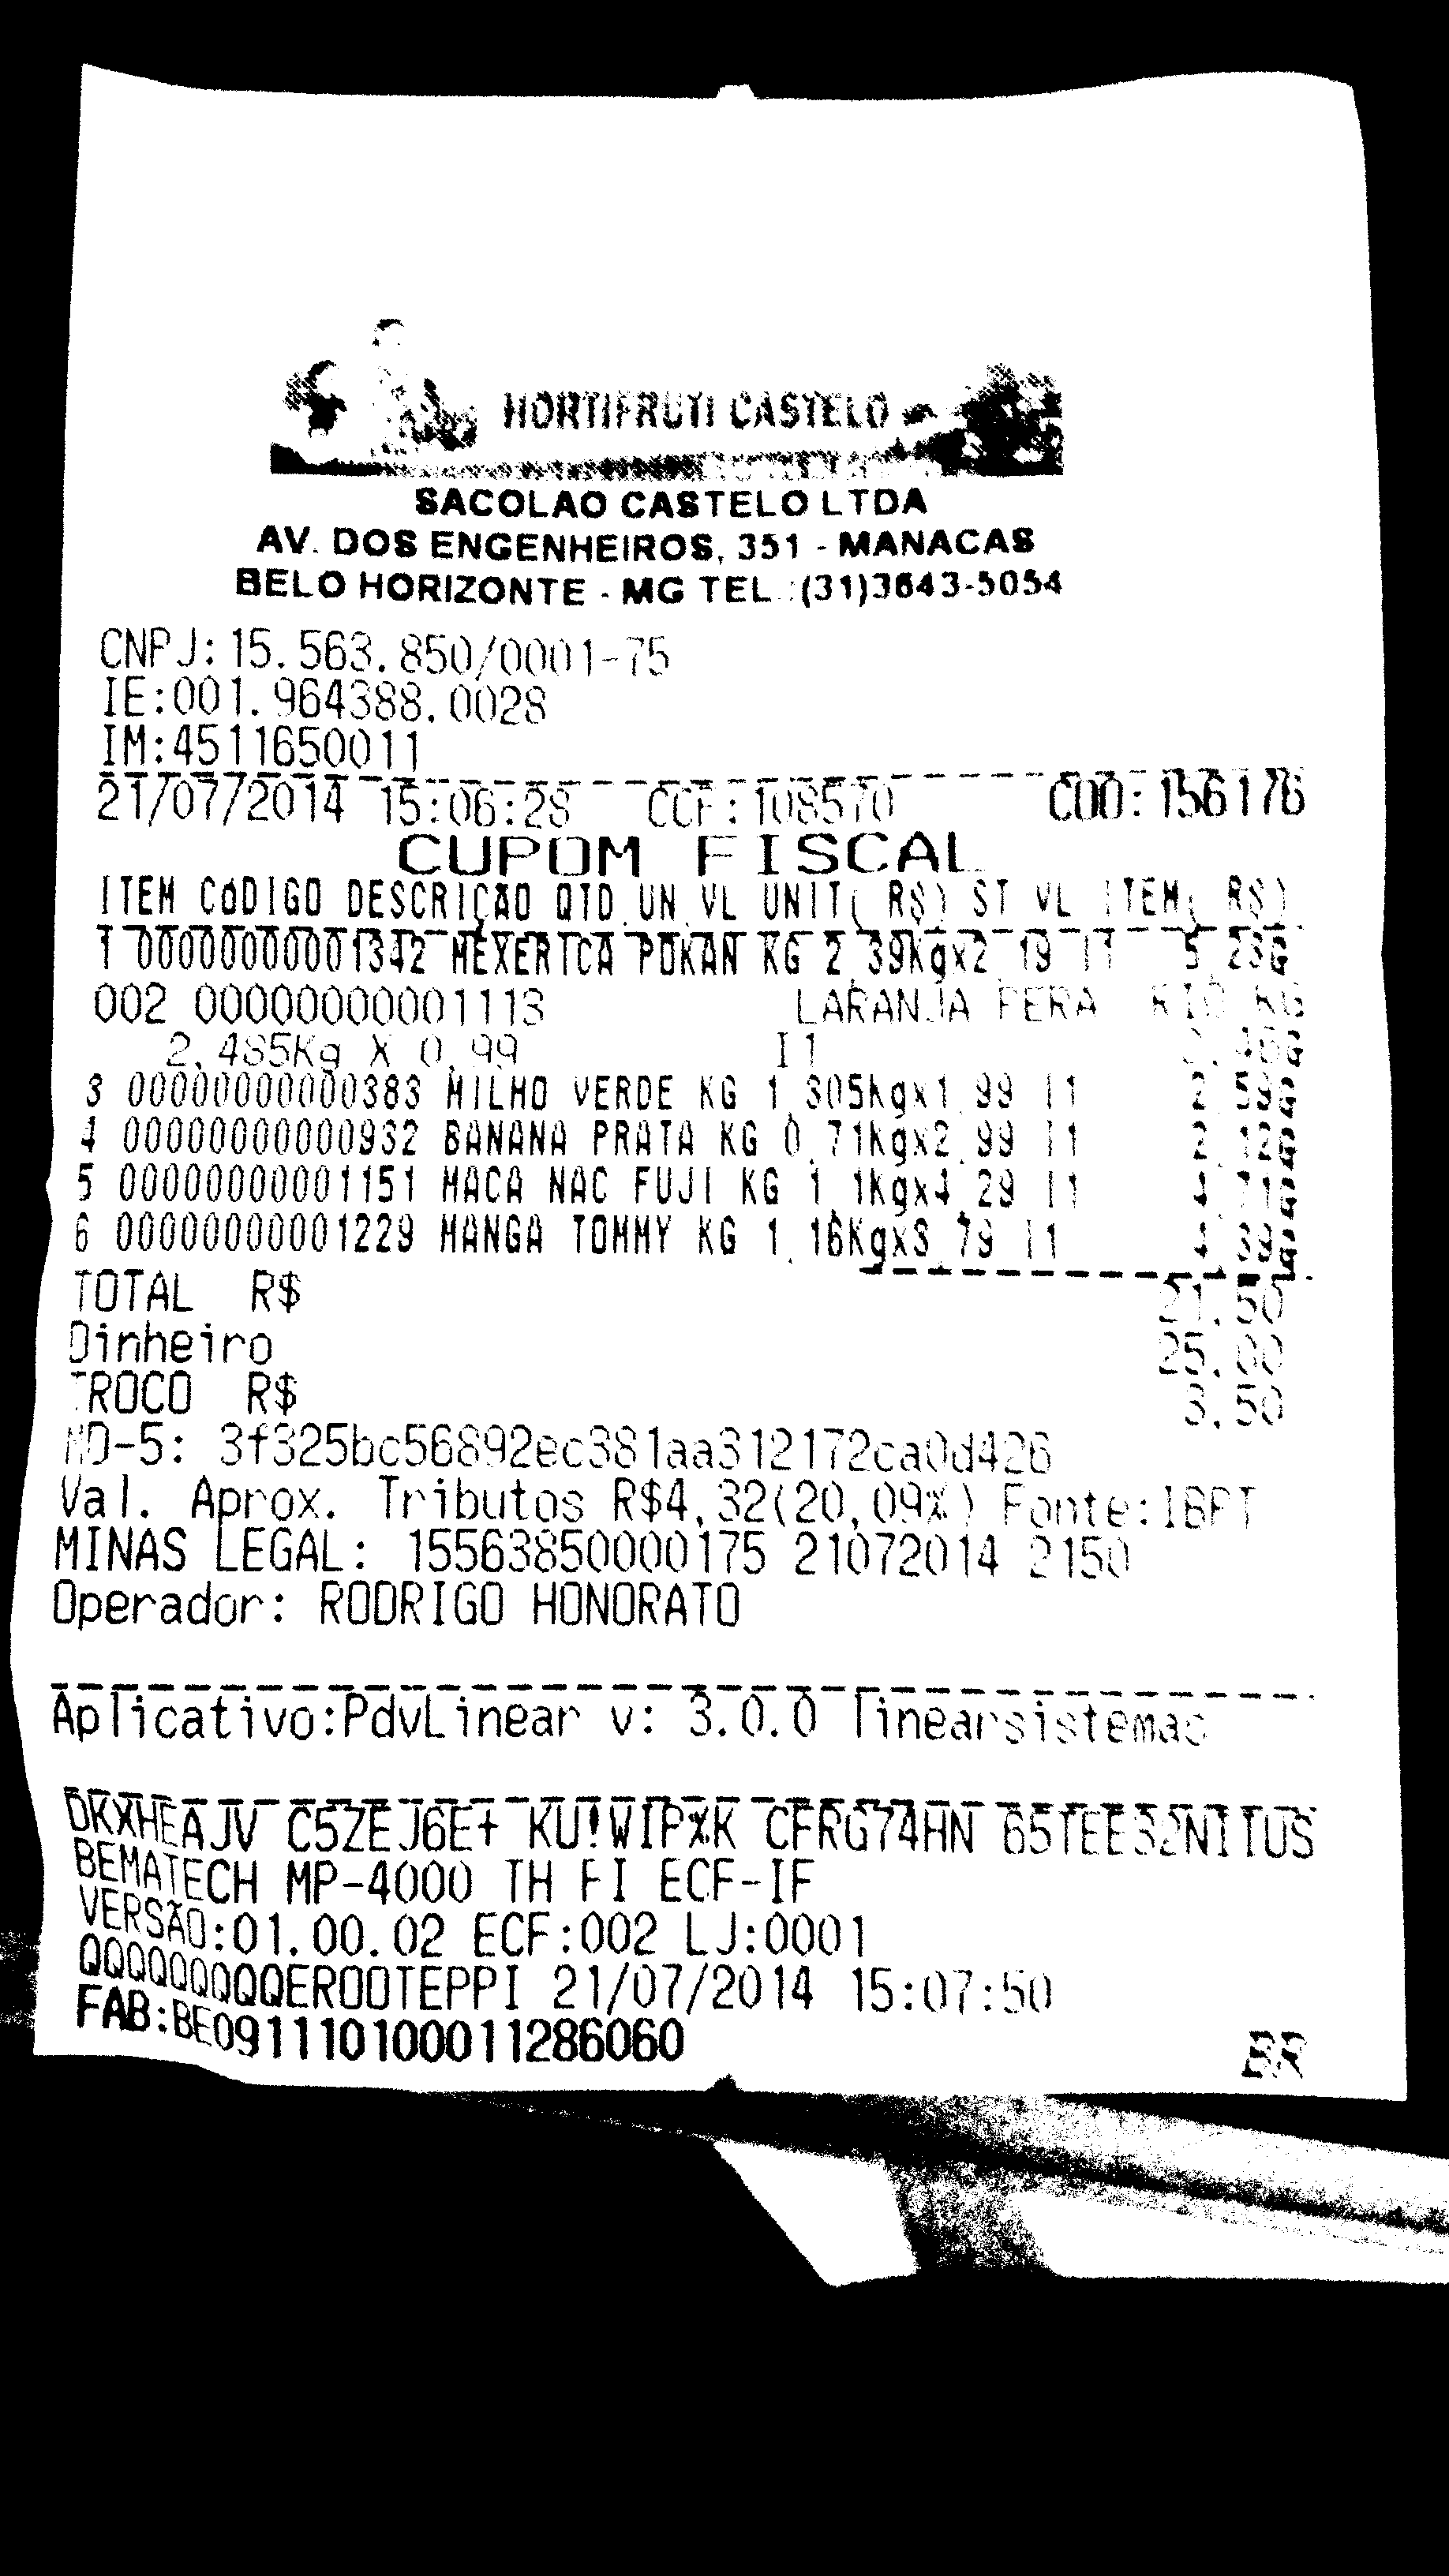 HORTIFRUTI CASTELO
SACOLAO CASTELO LTDA
AV. DOS ENGENHEIROS, 351 - MANACAS
BELO HORIZONTE - MG TEL.:(31)3643-5054
CNPJ:15.563.850/0001-75
IE:001.964388.0028
IM:4511650011
21/07/2014 15:06:28 CCF:108570 COO:156176
CUPOM FISCAL
ITEM CÓDIGO DESCRIÇÃO QTD.UN.VL UNIT( R$) ST VL ITEM( R$)
1 0000000001342 MEXERICA POKAN KG 2,39Kgx2,19 I1 5,23G
002 0000000001113 LARANJA PERA RIO KG
2,485Kg X 0,99 I1 2,46G
3 0000000000383 MILHO VERDE KG 1,305Kgx1,99 I1 2,59G
4 0000000000932 BANANA PRATA KG 0,71Kgx2,99 I1 2,12G
5 0000000001151 MACA NAC FUJI KG 1,1Kgx4,29 I1 4,71G
6 0000000001229 MANGA TOMMY KG 1,16Kgx3,79 I1 4,39G
TOTAL R$ 21,50
Dinheiro 25,00
TROCO R$ 3,50
MD-5: 3f325bc56892ec381aa312172ca0d426
Val. Aprox. Tributos R$4,32(20,09%) Fonte:IBPT
MINAS LEGAL: 15563850000175 21072014 2150
Operador: RODRIGO HONORATO
Aplicativo:PdvLinear v: 3.0.0 linearsistemas
DKXHEAJV C5ZEJ6E+ KU!WIP%K CFRG74HN 65TEE32NITUS
BEMATECH MP-4000 TH FI ECF-IF
VERSÃO:01.00.02 ECF:002 LJ:0001
QQQQQQQQQEROOTEPPI 21/07/2014 15:07:50
FAB:BE091110100011286060
BR